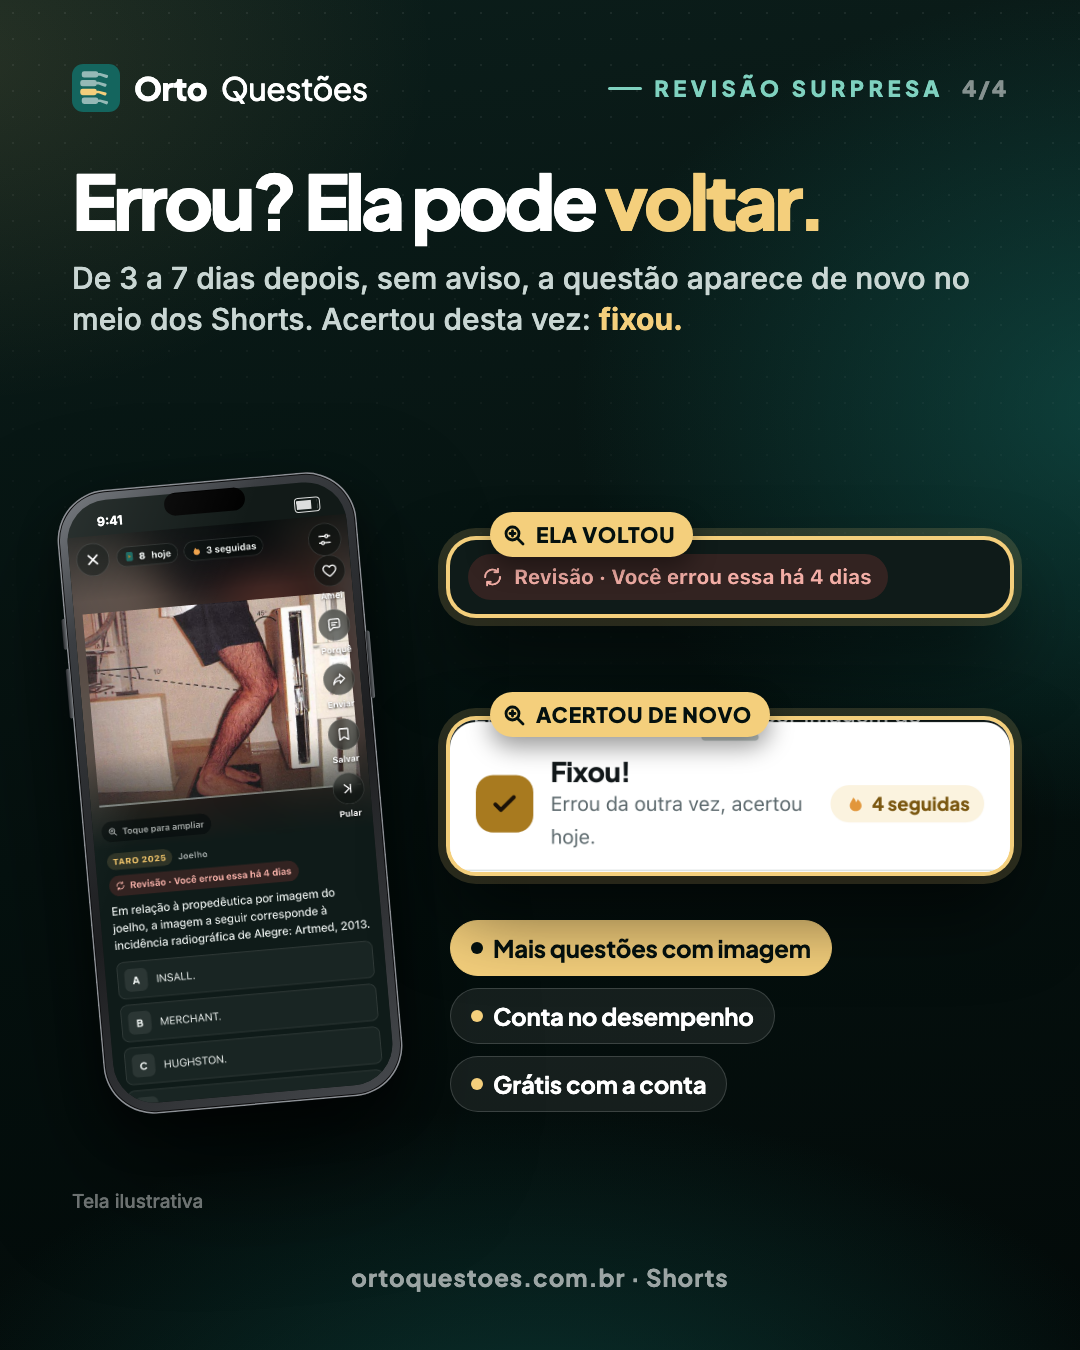 Orto Questões
REVISÃO SURPRESA 4/4
Errou? Ela pode voltar.
De 3 a 7 dias depois, sem aviso, a questão aparece de novo no
meio dos Shorts. Acertou desta vez: fixou.
9:41
8 hoje
3 seguidas
Amei
45°
10°
Enviar
Salvar
Pular
Toque para ampliar
TARO 2025 Joelho
Revisão · Você errou essa há 4 dias
Em relação à propedêutica por imagem do
joelho, a imagem a seguir corresponde à
incidência radiográfica de Alegre: Artmed, 2013.
A INSALL.
B MERCHANT.
C HUGHSTON.
ELA VOLTOU
Revisão · Você errou essa há 4 dias
ACERTOU DE NOVO
Fixou!
Errou da outra vez, acertou
hoje.
4 seguidas
Mais questões com imagem
Conta no desempenho
Grátis com a conta
Tela ilustrativa
ortoquestoes.com.br · Shorts